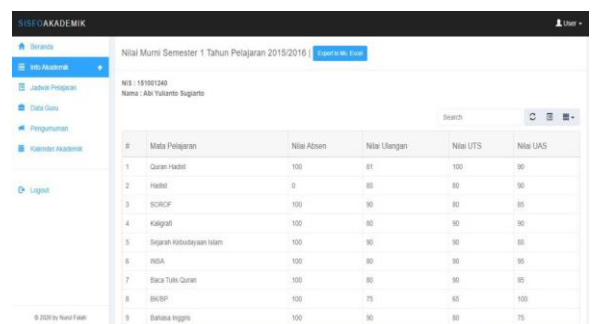 SISFOAKADEMIK
User
Beranda
Info Akademik
Jadwal Pelajaran
Data Guru
Pengumuman
Kalender Akademik
Logout
© 2020 by Nurul Falah
Nilai Murni Semester 1 Tahun Pelajaran 2015/2016 | Export to Ms. Excel
NIS : 151001240
Nama : Abi Yulianto Sugiarto
Search
# Mata Pelajaran Nilai Absen Nilai Ulangan Nilai UTS Nilai UAS
1 Quran Hadist 100 81 100 90
2 Hadist 0 80 80 90
3 SOROF 100 90 80 85
4 Kaligrafi 100 80 90 90
5 Sejarah Kebudayaan Islam 100 90 90 80
6 INSA 100 80 90 95
7 Baca Tulis Quran 100 80 90 95
8 BK/BP 100 75 65 100
9 Bahasa Inggris 100 90 80 75